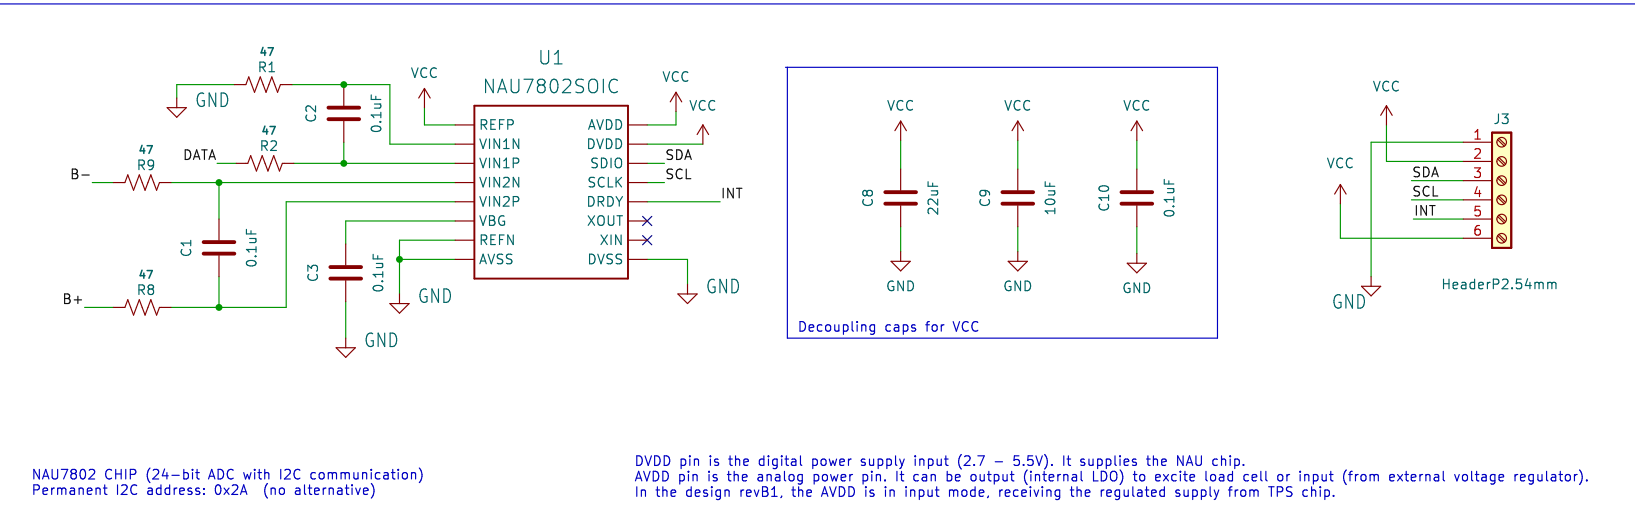 47
R1
GND
C2
0.1uF
47
R2
DATA
47
R9
B-
C1
0.1uF
47
R8
B+
C3
0.1uF
GND
GND
VCC
U1
NAU7802SOIC
REFP
VIN1N
VIN1P
VIN2N
VIN2P
VBG
REFN
AVSS
AVDD
DVDD
SDIO
SCLK
DRDY
XOUT
XIN
DVSS
VCC
VCC
SDA
SCL
INT
GND
VCC
VCC
VCC
C8
22uF
C9
10uF
C10
0.1uF
GND
GND
GND
Decoupling caps for VCC
VCC
VCC
J3
1
2
SDA 3
SCL 4
INT 5
6
GND
HeaderP2.54mm
NAU7802 CHIP (24-bit ADC with I2C communication)
Permanent I2C address: 0x2A (no alternative)
DVDD pin is the digital power supply input (2.7 - 5.5V). It supplies the NAU chip.
AVDD pin is the analog power pin. It can be output (internal LDO) to excite load cell or input (from external voltage regulator).
In the design revB1, the AVDD is in input mode, receiving the regulated supply from TPS chip.